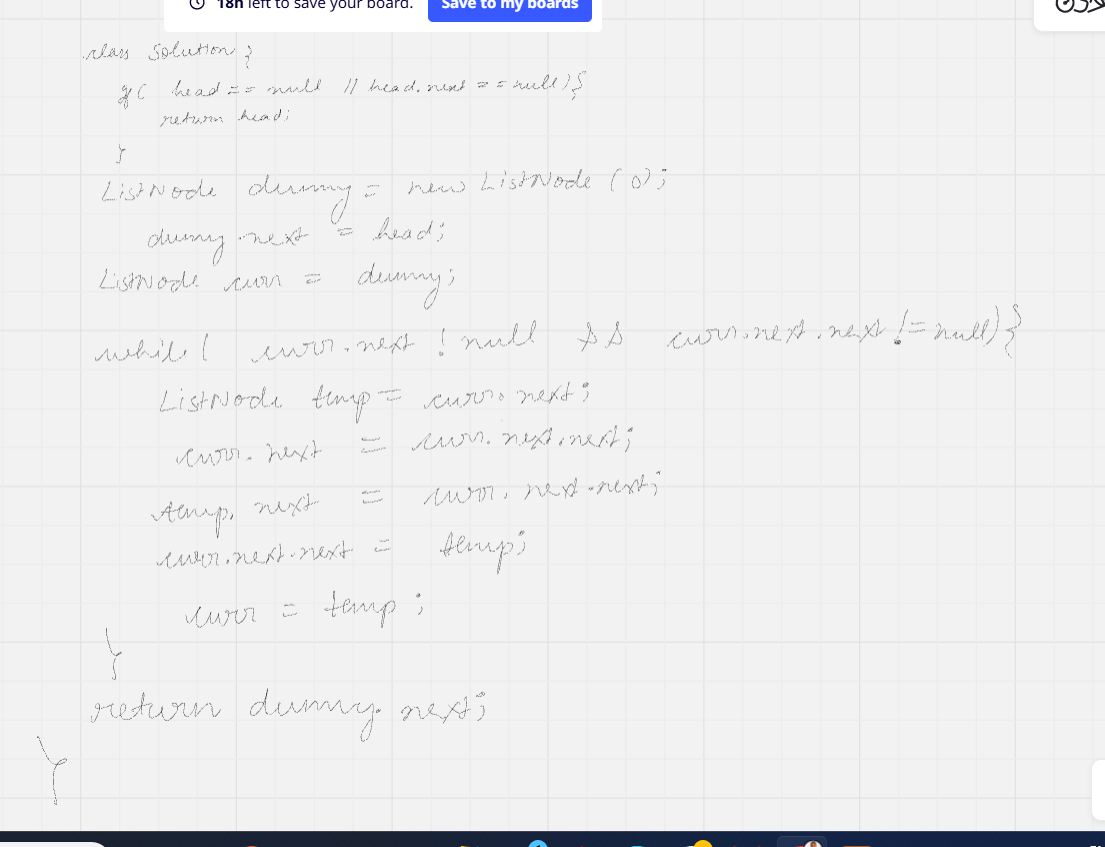 18h left to save your board. Save to my boards
class Solution {
if( head == null || head.next == null){
return head;
}
ListNode dummy = new ListNode (0);
dummy.next = head;
ListNode curr = dummy;
while( curr.next ! null && curr.next.next != null){
ListNode temp = curr.next;
curr.next = curr.next.next;
temp.next = curr.next.next;
curr.next.next = temp;
curr = temp;
}
return dummy.next;
}